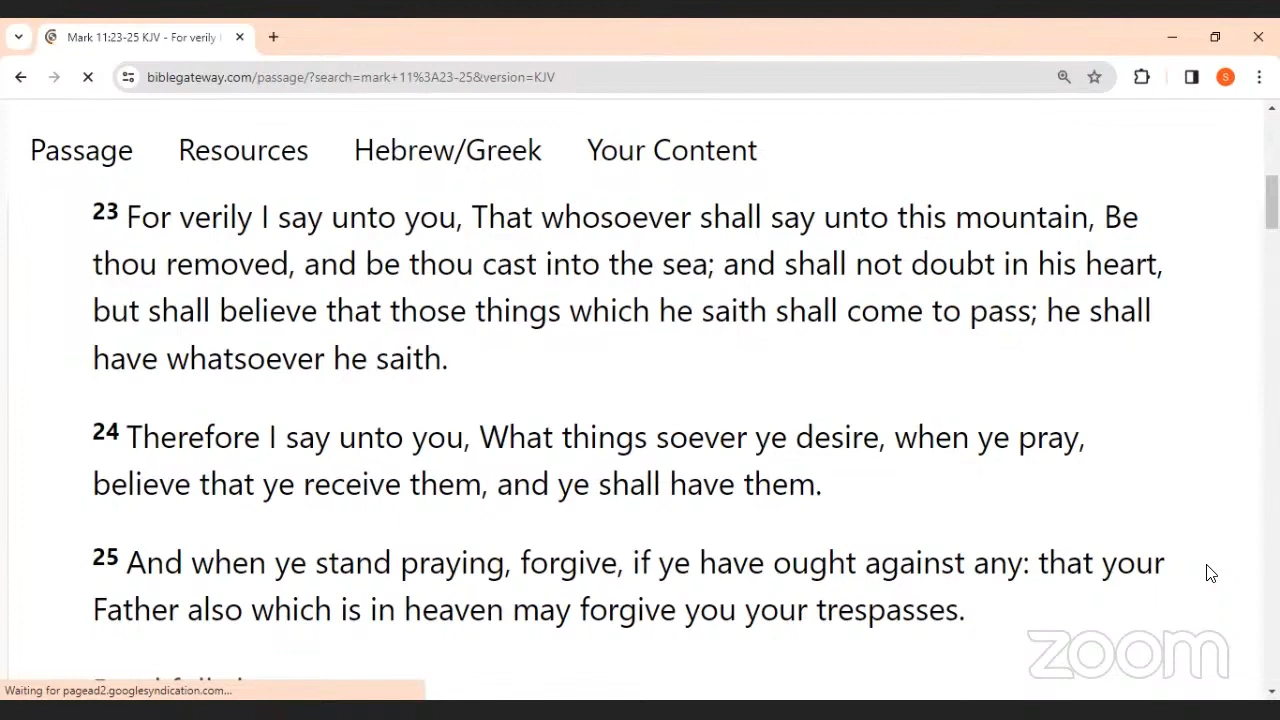 Mark 11:23-25 KJV - For verily
biblegateway.com/passage/?search=mark+11%3A23-25&version=KJV
S
Passage Resources Hebrew/Greek Your Content
23 For verily I say unto you, That whosoever shall say unto this mountain, Be
thou removed, and be thou cast into the sea; and shall not doubt in his heart,
but shall believe that those things which he saith shall come to pass; he shall
have whatsoever he saith.
24 Therefore I say unto you, What things soever ye desire, when ye pray,
believe that ye receive them, and ye shall have them.
25 And when ye stand praying, forgive, if ye have ought against any: that your
Father also which is in heaven may forgive you your trespasses.
zoom
Waiting for pagead2.googlesyndication.com...